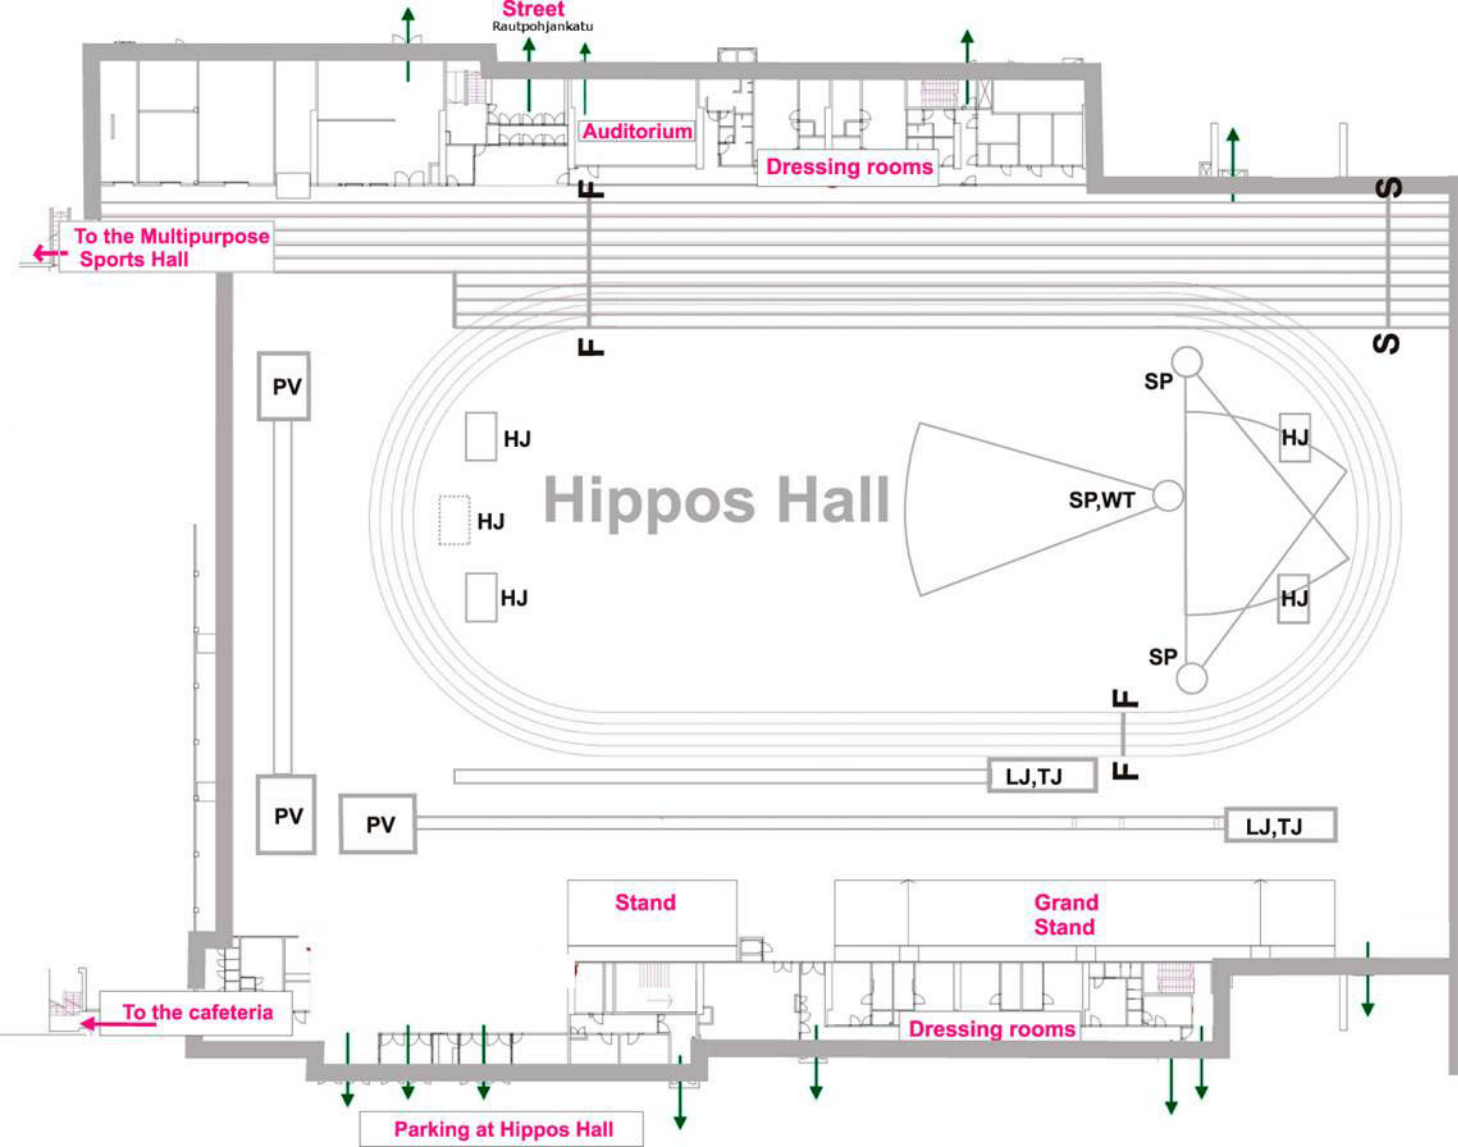 Street
Rautpohjankatu
Auditorium
Dressing rooms
F
S
To the Multipurpose
Sports Hall
F
S
PV
SP
HJ
HJ
Hippos Hall
SP,WT
HJ
HJ
HJ
SP
F
F
LJ,TJ
PV
PV
LJ,TJ
Stand
Grand
Stand
To the cafeteria
Dressing rooms
Parking at Hippos Hall